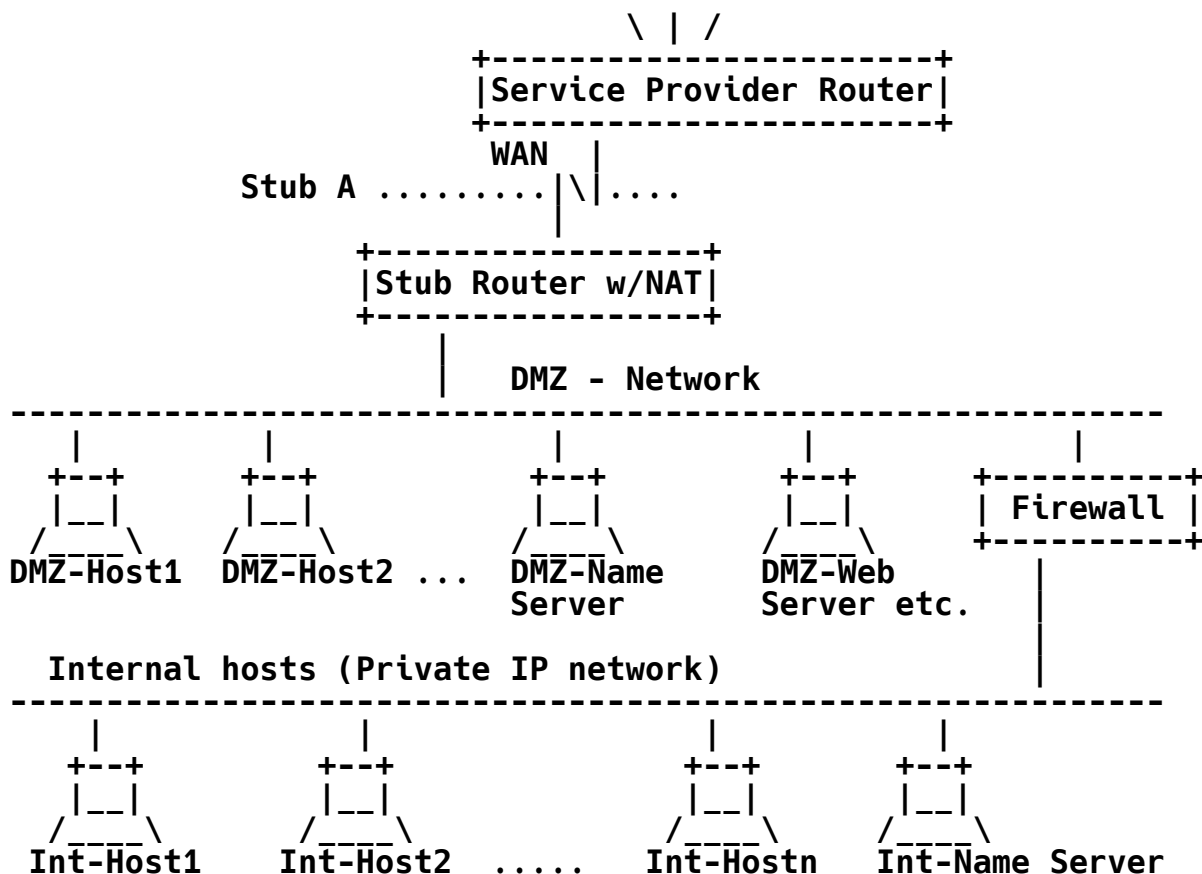 Service Provider Router
WAN
Stub A .........|\|....
Stub Router w/NAT
DMZ - Network
Firewall
DMZ-Host1 DMZ-Host2 ... DMZ-Name DMZ-Web
Server Server etc.
Internal hosts (Private IP network)
Int-Host1 Int-Host2 ..... Int-Hostn Int-Name Server